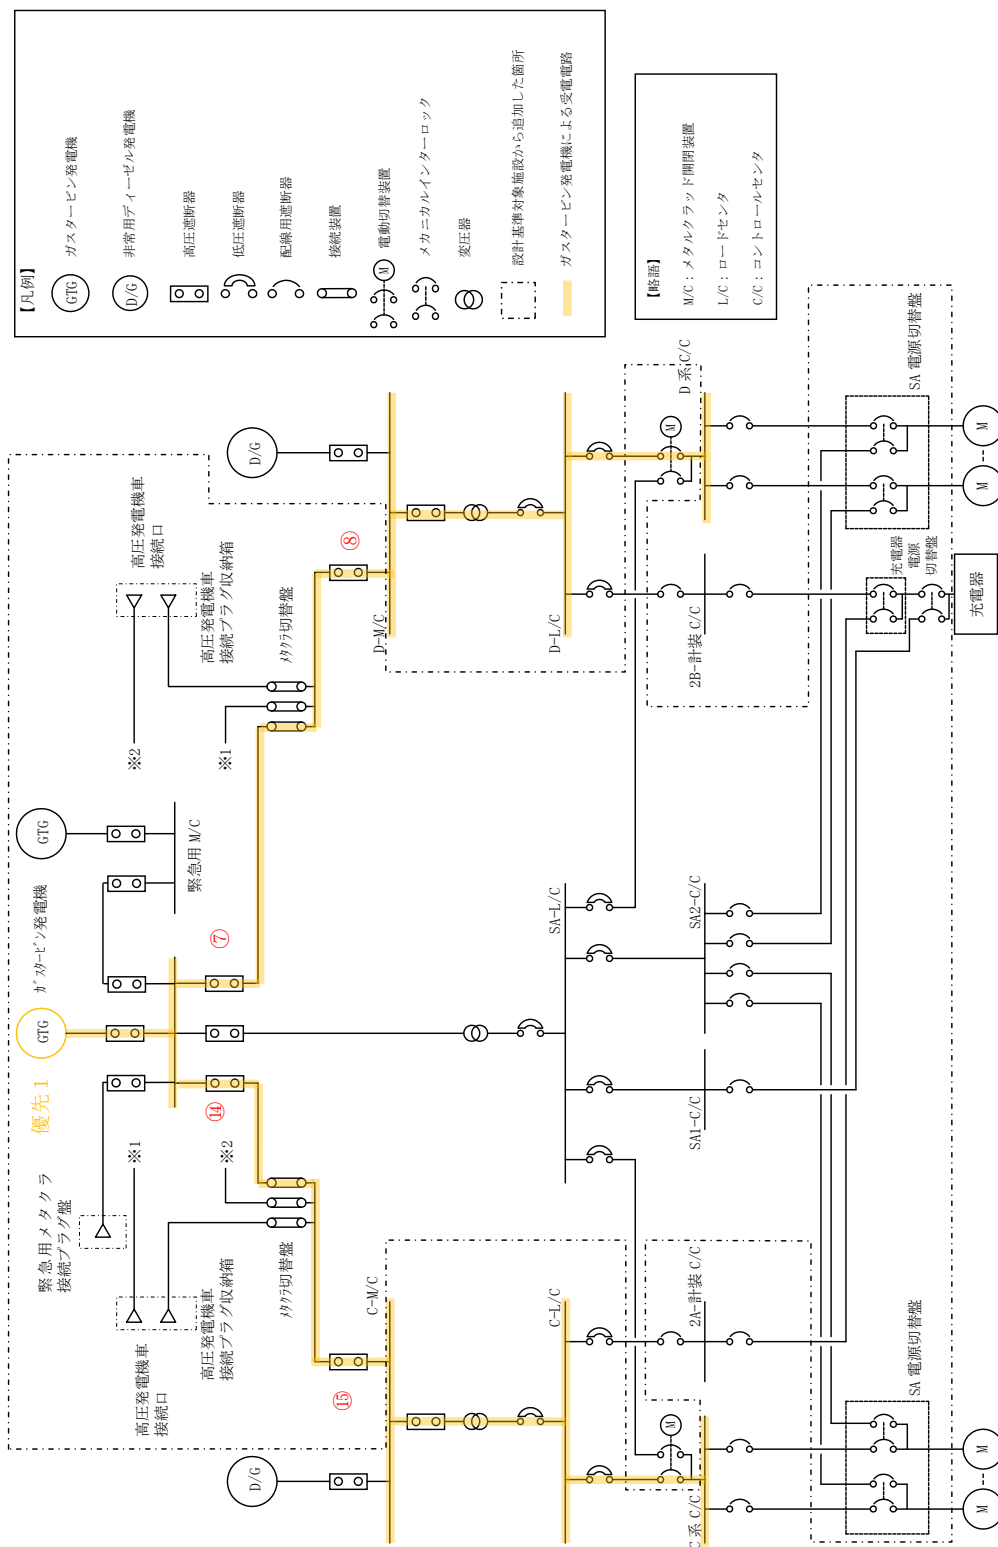 【凡例】
GTG
ガスタービン発電機
D/G
非常用ディーゼル発電機
高圧遮断器
低圧遮断器
配線用遮断器
接続装置
M
電動切替装置
メカニカルインターロック
変圧器
設計基準対象施設から追加した箇所
ガスタービン発電機による受電電路
【略語】
M/C：メタルクラッド開閉装置
L/C：ロードセンタ
C/C：コントロールセンタ
D/G
高圧発電機車
接続口
高圧発電機車
接続プラグ収納箱
ﾒﾀｸﾗ切替盤
⑧
D-M/C
※2
※1
D-L/C
D系 C/C
M
2B-計装 C/C
SA 電源切替盤
M
M
充電器
電源
切替盤
充電器
GTG
緊急用 M/C
ｶﾞｽﾀｰﾋﾞﾝ発電機
GTG
優先 1
⑦
⑭
SA-L/C
SA2-C/C
SA1-C/C
緊急用メタクラ
接続プラグ盤
※1
※2
高圧発電機車
接続口
高圧発電機車
接続プラグ収納箱
ﾒﾀｸﾗ切替盤
⑮
C-M/C
C-L/C
2A-計装 C/C
D/G
M
C系 C/C
SA 電源切替盤
M
M